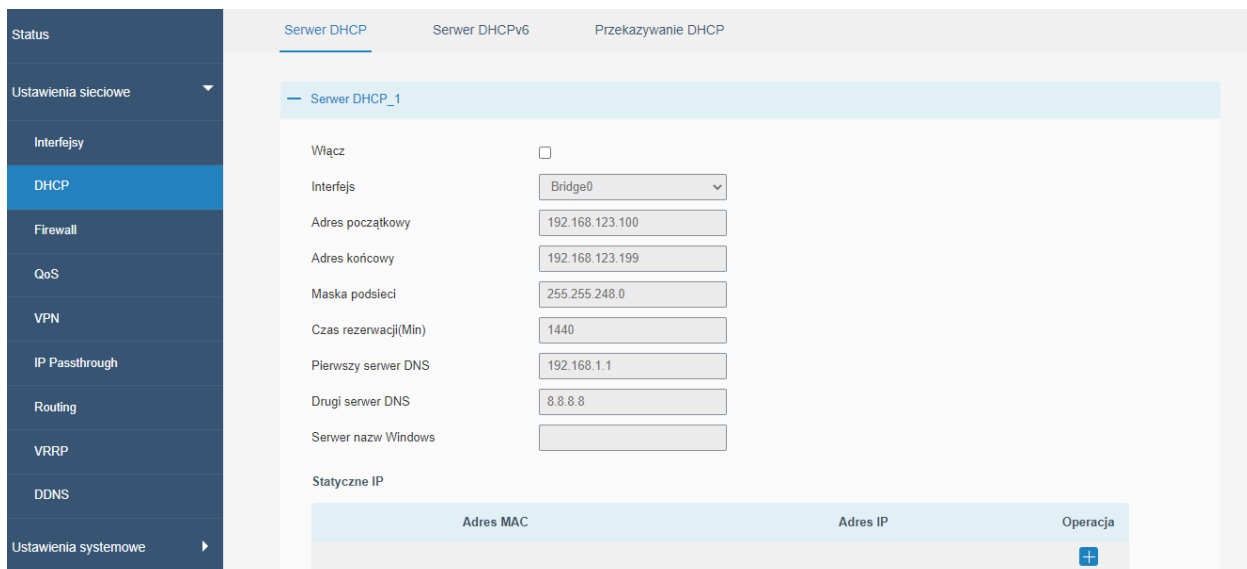 Status
Ustawienia sieciowe
Interfejsy
DHCP
Firewall
QoS
VPN
IP Passthrough
Routing
VRRP
DDNS
Ustawienia systemowe
Serwer DHCP
Serwer DHCPv6
Przekazywanie DHCP
Serwer DHCP_1
Włącz
Interfejs Bridge0
Adres początkowy 192.168.123.100
Adres końcowy 192.168.123.199
Maska podsieci 255.255.248.0
Czas rezerwacji(Min) 1440
Pierwszy serwer DNS 192.168.1.1
Drugi serwer DNS 8.8.8.8
Serwer nazw Windows
Statyczne IP
Adres MAC Adres IP Operacja